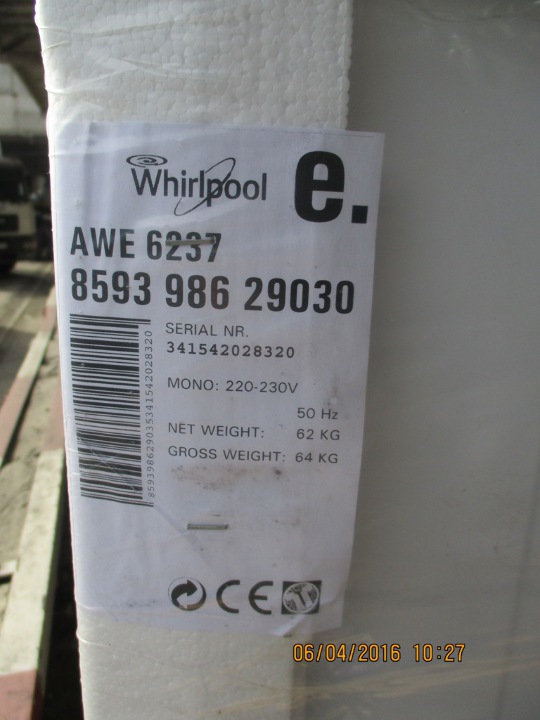 Whirlpool e.
AWE 6237
8593 986 29030
SERIAL NR.
341542028320
MONO: 220-230V
50 Hz
NET WEIGHT: 62 KG
GROSS WEIGHT: 64 KG
859398629035341542028320
CE
06/04/2016 10:27